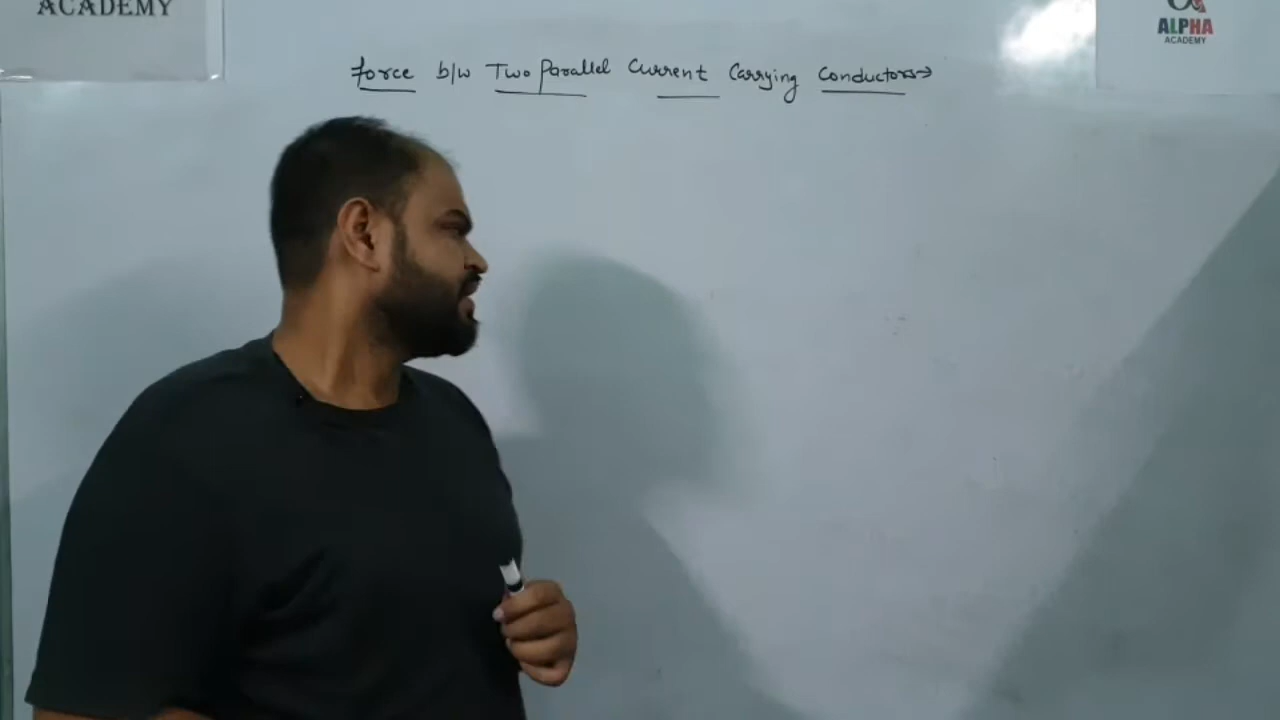 ACADEMY
ALPHA
ACADEMY
Force b/w Two Parallel Current Carrying Conductors→